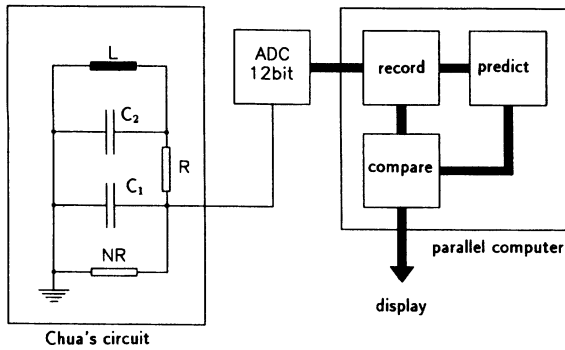 L
C₂
R
C₁
NR
Chua's circuit
ADC
12bit
record
predict
compare
parallel computer
display